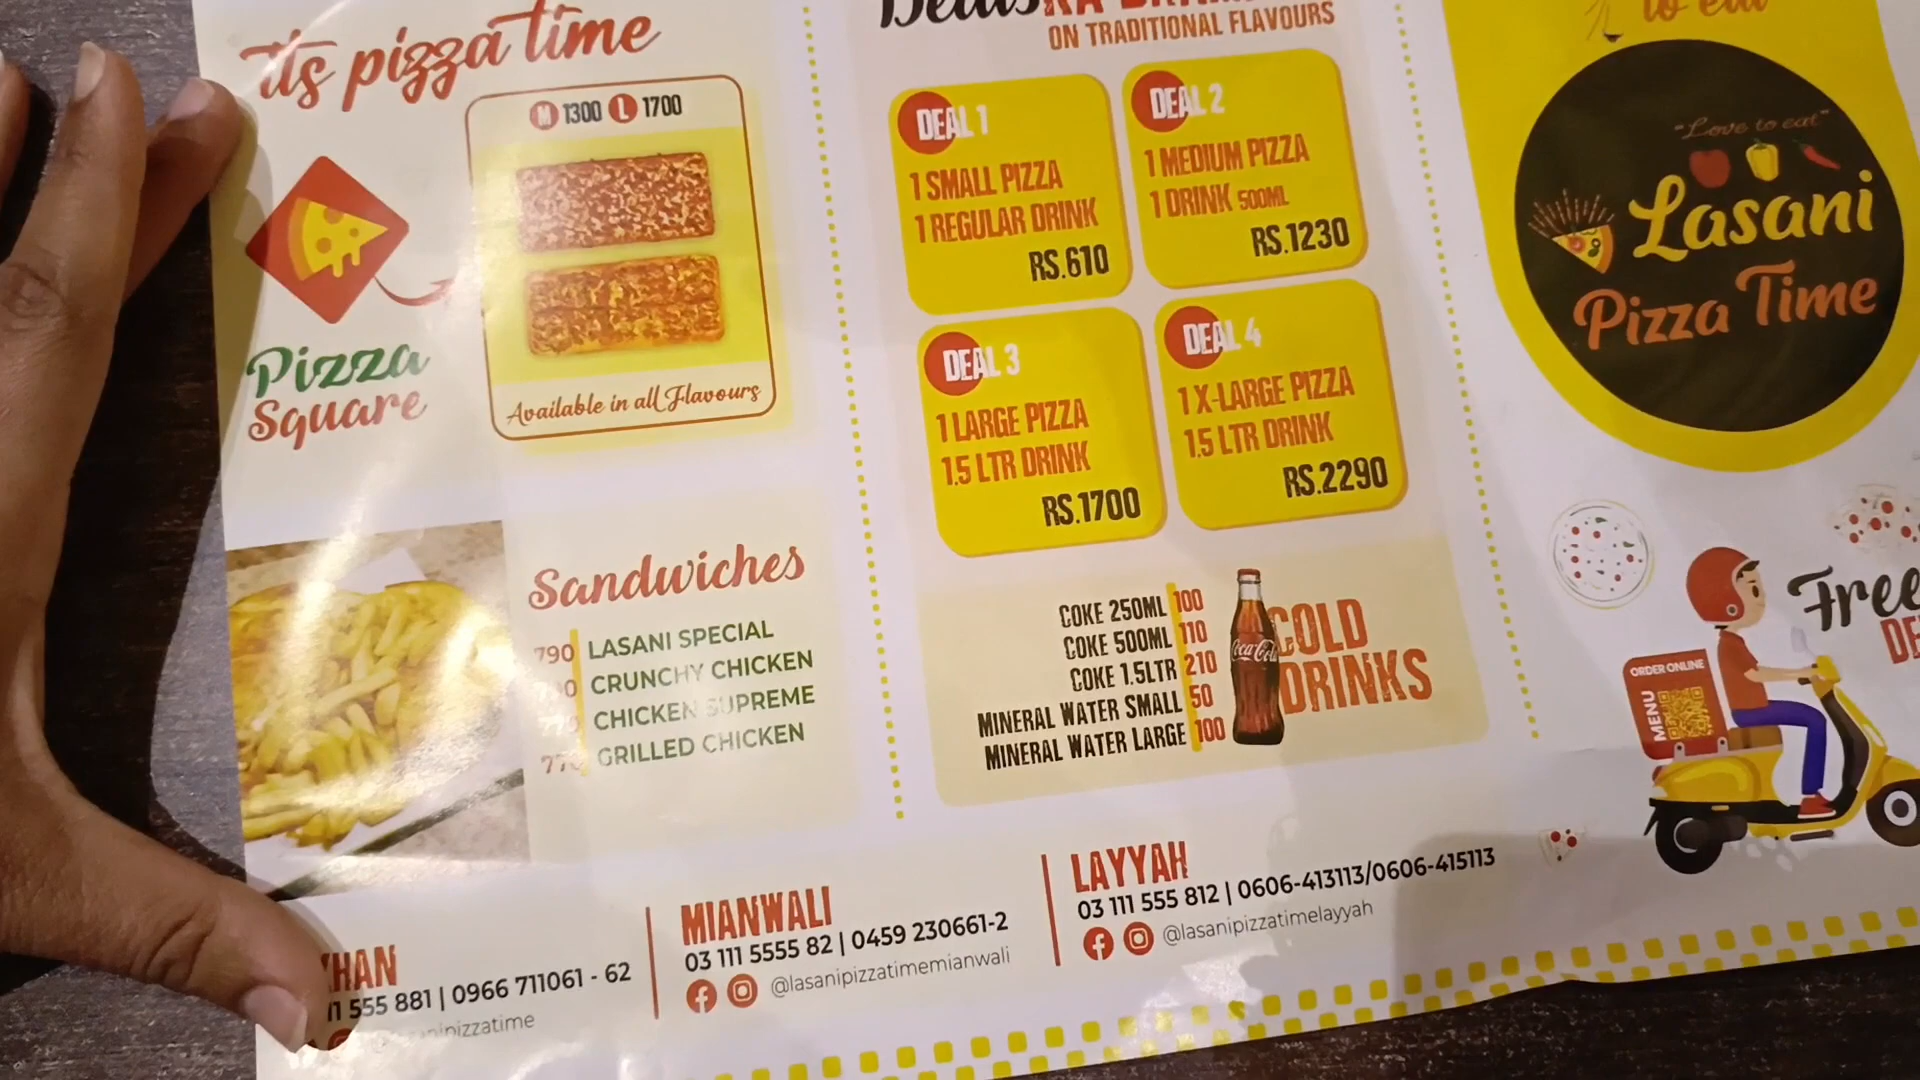 its pizza time
M 1300 L 1700
Pizza
Square
Available in all Flavours
Sandwiches
790 LASANI SPECIAL
CRUNCHY CHICKEN
CHICKEN SUPREME
GRILLED CHICKEN
Deals KA
ON TRADITIONAL FLAVOURS
DEAL 1
1 SMALL PIZZA
1 REGULAR DRINK
RS.610
DEAL 2
1 MEDIUM PIZZA
1 DRINK 500ML
RS.1230
DEAL 3
1 LARGE PIZZA
1.5 LTR DRINK
RS.1700
DEAL 4
1 X-LARGE PIZZA
1.5 LTR DRINK
RS.2290
COKE 250ML 100
COKE 500ML 110
COKE 1.5LTR 210
MINERAL WATER SMALL 50
MINERAL WATER LARGE 100
Coca-Cola
COLD
DRINKS
to eat
"Love to eat"
Lasani
Pizza Time
Free
ORDER ONLINE
MENU
555 881 | 0966 711061 - 62
MIANWALI
03 111 5555 82 | 0459 230661-2
@lasanipizzatimemianwali
LAYYAH
03 111 555 812 | 0606-413113/0606-415113
@lasanipizzatimelayyah